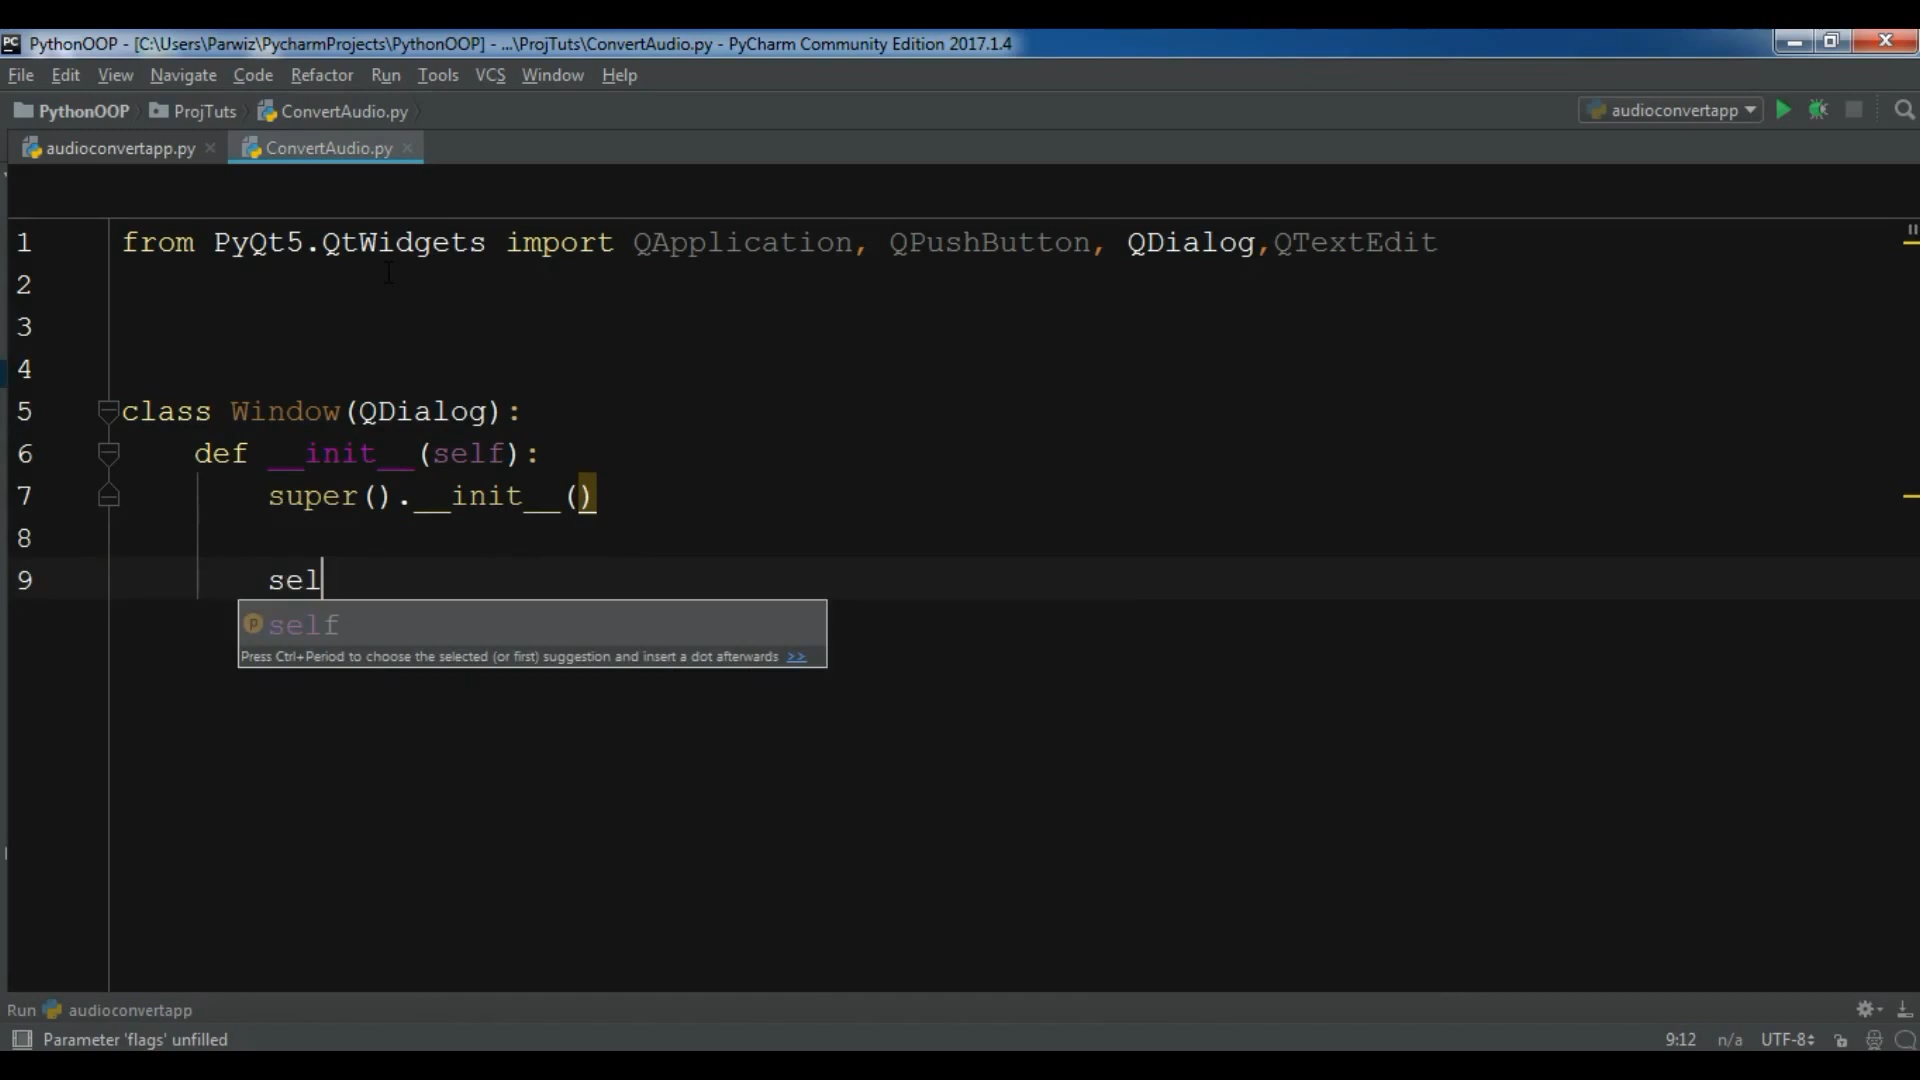 PythonOOP - [C:\Users\Parwiz\PycharmProjects\PythonOOP] - ...\ProjTuts\ConvertAudio.py - PyCharm Community Edition 2017.1.4
File Edit View Navigate Code Refactor Run Tools VCS Window Help
PythonOOP ProjTuts ConvertAudio.py audioconvertapp
audioconvertapp.py ConvertAudio.py
1 from PyQt5.QtWidgets import QApplication, QPushButton, QDialog,QTextEdit
2
3
4
5 class Window(QDialog):
6 def __init__(self):
7 super().__init__()
8
9 sel
self
Press Ctrl+Period to choose the selected (or first) suggestion and insert a dot afterwards >>
Run audioconvertapp
Parameter 'flags' unfilled 9:12 n/a UTF-8